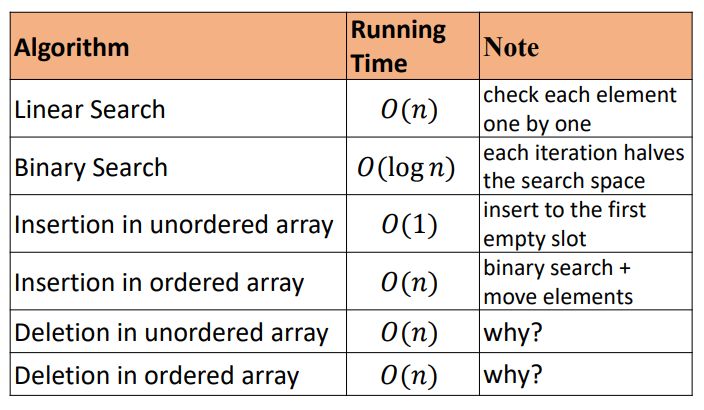 Algorithm Running Time Note
Linear Search O(n) check each element one by one
Binary Search O(log n) each iteration halves the search space
Insertion in unordered array O(1) insert to the first empty slot
Insertion in ordered array O(n) binary search + move elements
Deletion in unordered array O(n) why?
Deletion in ordered array O(n) why?